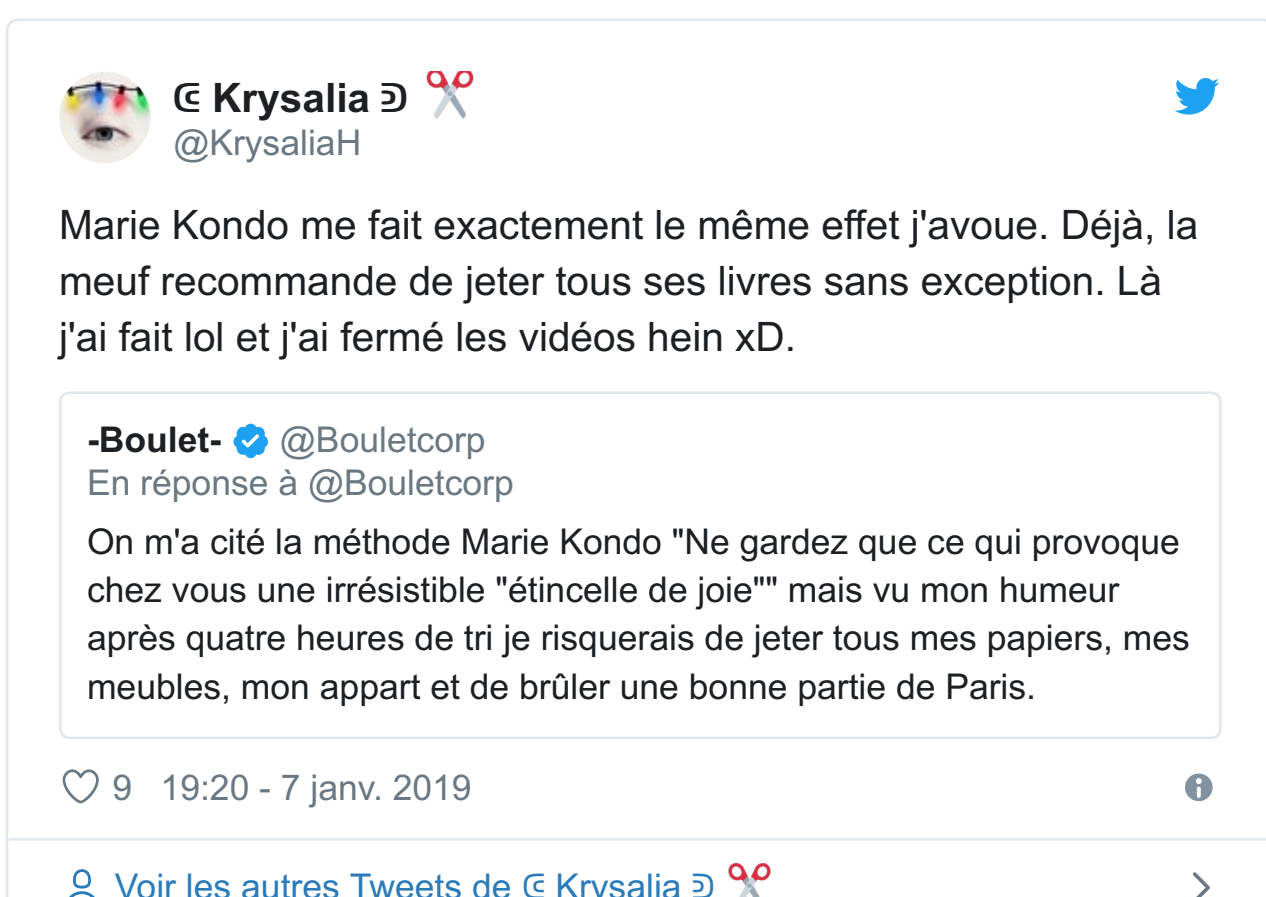 ⋐ Krysalia ⋑ ✂️
@KrysaliaH
Marie Kondo me fait exactement le même effet j'avoue. Déjà, la
meuf recommande de jeter tous ses livres sans exception. Là
j'ai fait lol et j'ai fermé les vidéos hein xD.
-Boulet- @Bouletcorp
En réponse à @Bouletcorp
On m'a cité la méthode Marie Kondo "Ne gardez que ce qui provoque
chez vous une irrésistible "étincelle de joie"" mais vu mon humeur
après quatre heures de tri je risquerais de jeter tous mes papiers, mes
meubles, mon appart et de brûler une bonne partie de Paris.
9 19:20 - 7 janv. 2019
Voir les autres Tweets de ⋐ Krysalia ⋑ ✂️